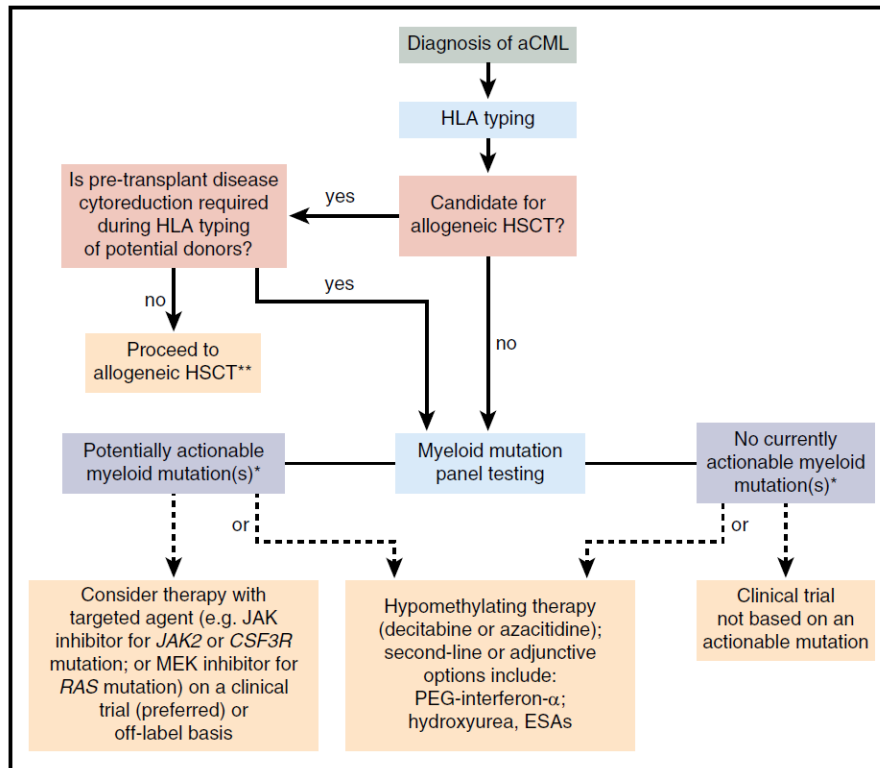 Diagnosis of aCML
HLA typing
Is pre-transplant disease
cytoreduction required
during HLA typing
of potential donors?
yes
Candidate for
allogeneic HSCT?
no
yes
no
Proceed to
allogeneic HSCT**
Potentially actionable
myeloid mutation(s)*
Myeloid mutation
panel testing
No currently
actionable myeloid
mutation(s)*
or
or
Consider therapy with
targeted agent (e.g. JAK
inhibitor for JAK2 or CSF3R
mutation; or MEK inhibitor for
RAS mutation) on a clinical
trial (preferred) or
off-label basis
Hypomethylating therapy
(decitabine or azacitidine);
second-line or adjunctive
options include:
PEG-interferon-α;
hydroxyurea, ESAs
Clinical trial
not based on an
actionable mutation